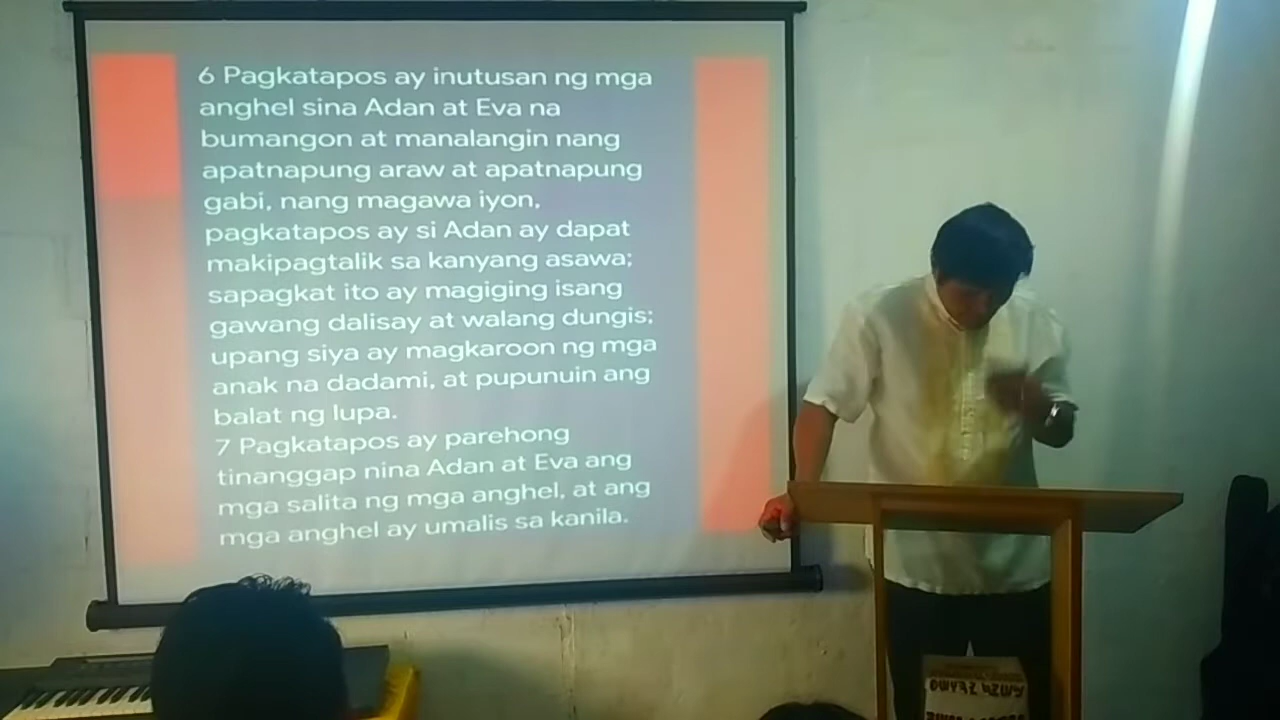 6 Pagkatapos ay inutusan ng mga
anghel sina Adan at Eva na
bumangon at manalangin nang
apatnapung araw at apatnapung
gabi, nang magawa iyon,
pagkatapos ay si Adan ay dapat
makipagtalik sa kanyang asawa;
sapagkat ito ay magiging isang
gawang dalisay at walang dungis;
upang siya ay magkaroon ng mga
anak na dadami, at pupunuin ang
balat ng lupa.
7 Pagkatapos ay parehong
tinanggap nina Adan at Eva ang
mga salita ng mga anghel, at ang
mga anghel ay umalis sa kanila.